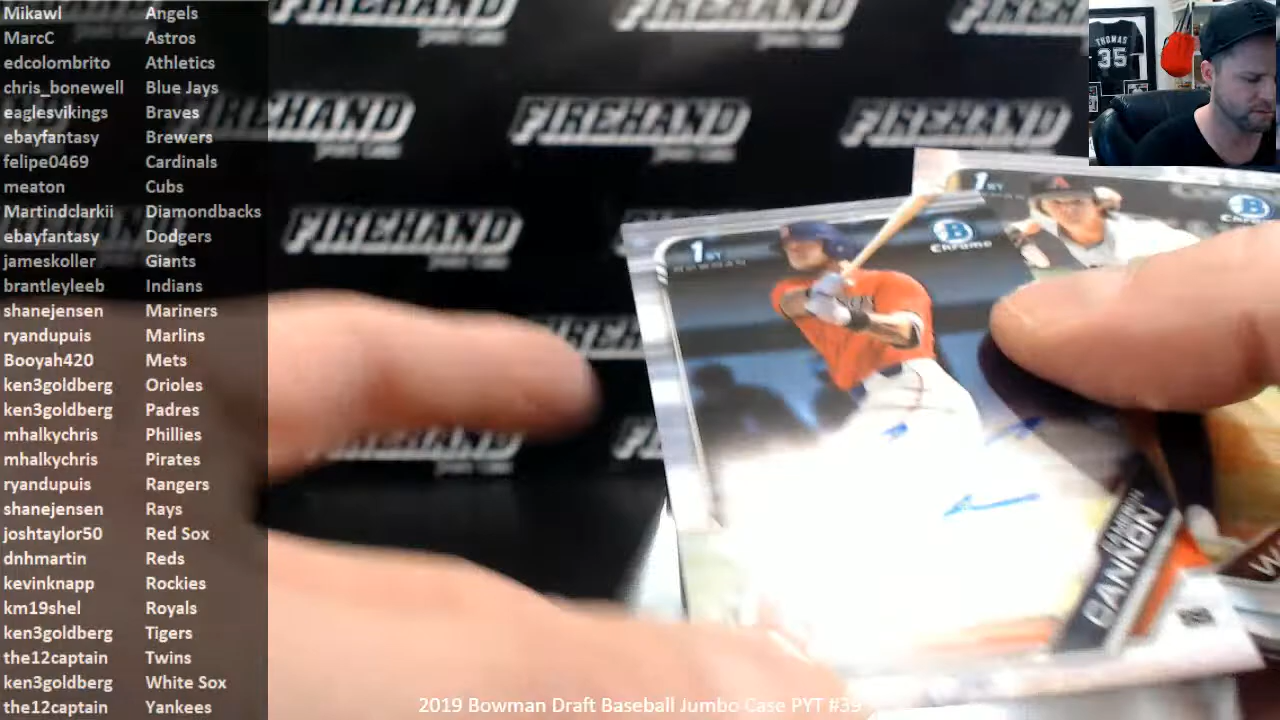 Mikawl Angels
MarcC Astros
edcolombrito Athletics
chris_bonewell Blue Jays
eaglesvikings Braves
ebayfantasy Brewers
felipe0469 Cardinals
meaton Cubs
Martindclarkii Diamondbacks
ebayfantasy Dodgers
jameskoller Giants
brantleyleeb Indians
shanejensen Mariners
ryandupuis Marlins
Booyah420 Mets
ken3goldberg Orioles
ken3goldberg Padres
mhalkychris Phillies
mhalkychris Pirates
ryandupuis Rangers
shanejensen Rays
joshtaylor50 Red Sox
dnhmartin Reds
kevinknapp Rockies
km19shel Royals
ken3goldberg Tigers
the12captain Twins
ken3goldberg White Sox
the12captain Yankees
FIREHAND
FIREHAND
FIREHAND
FIREHAND
THOMAS
35
1ST
BOWMAN
B
Chrome
1ST
B
CANNON
2019 Bowman Draft Baseball Jumbo Case PYT #39